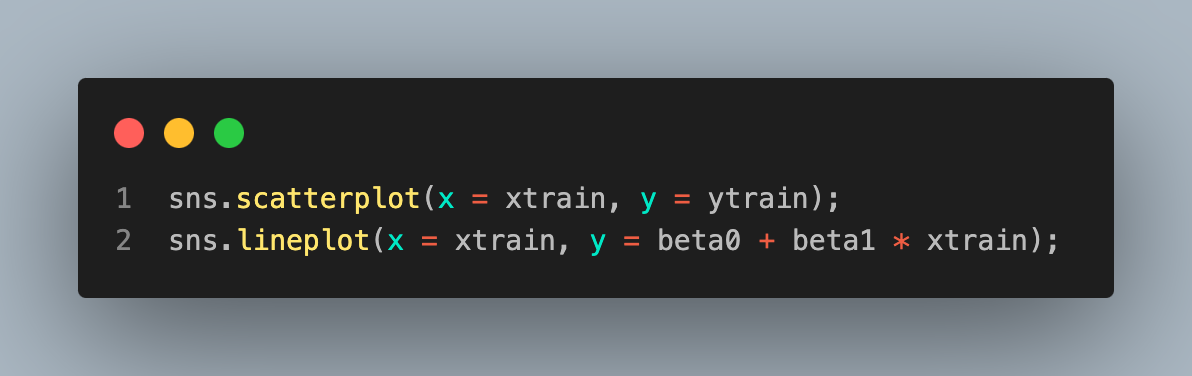 1 sns.scatterplot(x = xtrain, y = ytrain);
2 sns.lineplot(x = xtrain, y = beta0 + beta1 * xtrain);